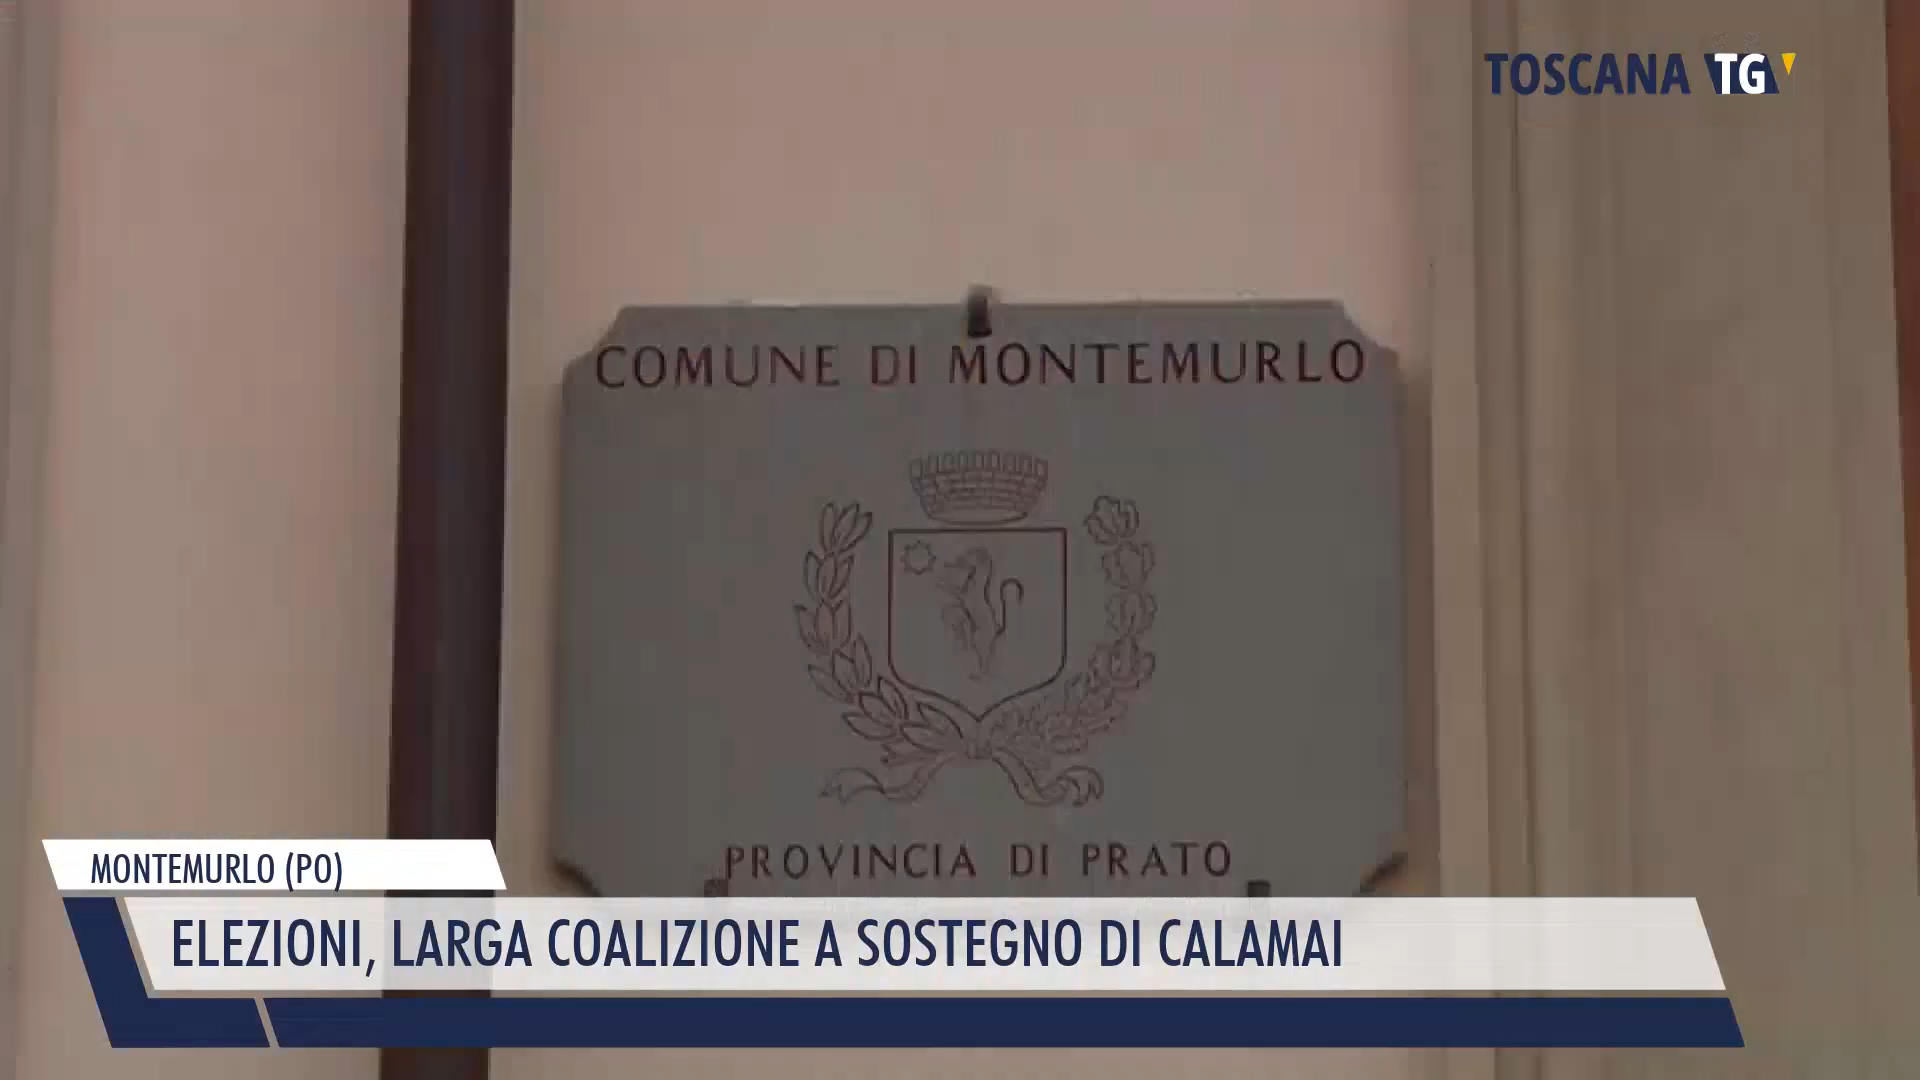 TOSCANA TG
COMUNE DI MONTEMURLO
PROVINCIA DI PRATO
MONTEMURLO (PO)
ELEZIONI, LARGA COALIZIONE A SOSTEGNO DI CALAMAI